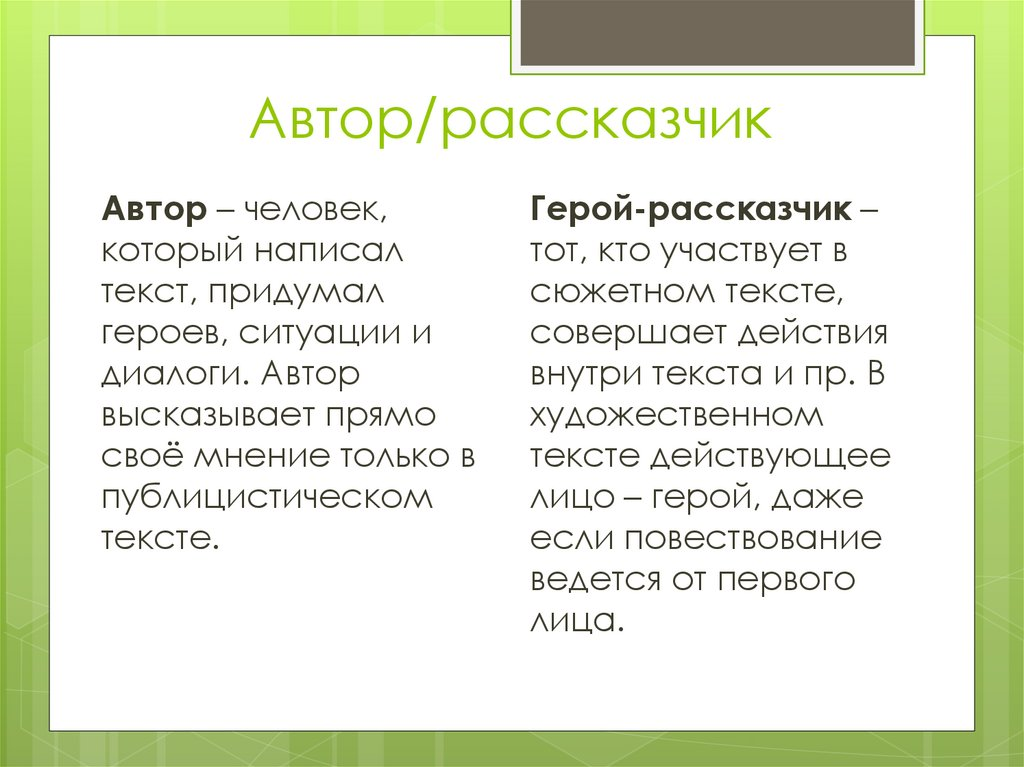 Автор/рассказчик
Автор – человек,
который написал
текст, придумал
героев, ситуации и
диалоги. Автор
высказывает прямо
своё мнение только в
публицистическом
тексте.
Герой-рассказчик –
тот, кто участвует в
сюжетном тексте,
совершает действия
внутри текста и пр. В
художественном
тексте действующее
лицо – герой, даже
если повествование
ведется от первого
лица.